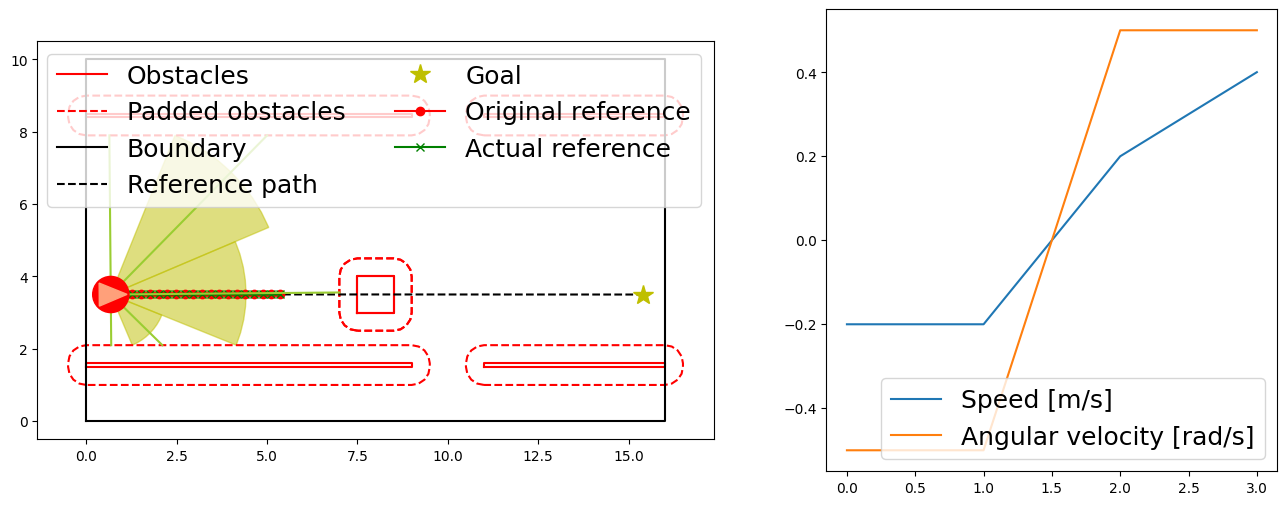 10
8
6
4
2
0
Obstacles
Padded obstacles
Boundary
Reference path
Goal
Original reference
Actual reference
0.0 2.5 5.0 7.5 10.0 12.5 15.0
0.4
0.2
0.0
−0.2
−0.4
Speed [m/s]
Angular velocity [rad/s]
0.0 0.5 1.0 1.5 2.0 2.5 3.0